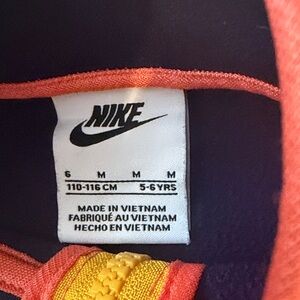 NIKE
6 M M M
110-116 CM 5-6 YRS
MADE IN VIETNAM
FABRIQUÉ AU VIETNAM
HECHO EN VIETNAM